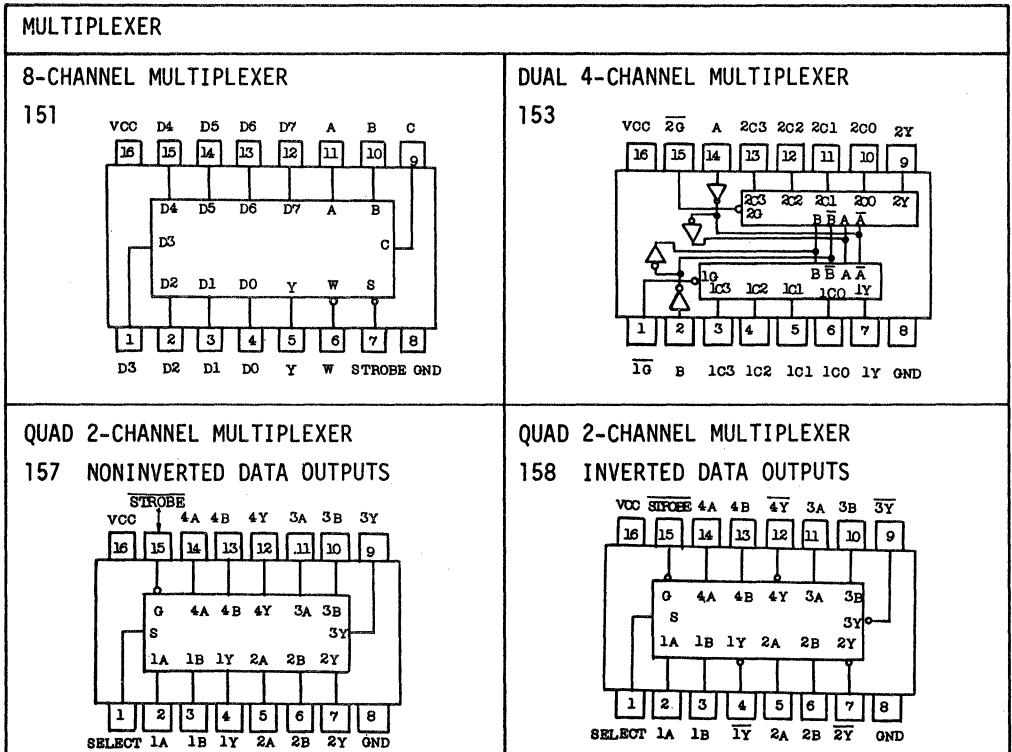 MULTIPLEXER
8-CHANNEL MULTIPLEXER
151
VCC D4 D5 D6 D7 A B C
16 15 14 13 12 11 10 9
D4 D5 D6 D7 A B
D3 C
D2 D1 D0 Y W S
1 2 3 4 5 6 7 8
D3 D2 D1 D0 Y W STROBE GND
DUAL 4-CHANNEL MULTIPLEXER
153
VCC 2G̅ A 2C3 2C2 2C1 2C0 2Y
16 15 14 13 12 11 10 9
2C3 2C2 2C1 2C0 2Y
2G
B B̅ A A̅
B B̅ A A̅
1G
1C3 1C2 1C1 1C0 1Y
1 2 3 4 5 6 7 8
1G̅ B 1C3 1C2 1C1 1C0 1Y GND
QUAD 2-CHANNEL MULTIPLEXER
157 NONINVERTED DATA OUTPUTS
STROBE
VCC 4A 4B 4Y 3A 3B 3Y
16 15 14 13 12 11 10 9
G 4A 4B 4Y 3A 3B
S 3Y
1A 1B 1Y 2A 2B 2Y
1 2 3 4 5 6 7 8
SELECT 1A 1B 1Y 2A 2B 2Y GND
QUAD 2-CHANNEL MULTIPLEXER
158 INVERTED DATA OUTPUTS
VCC STROBE 4A 4B 4Y̅ 3A 3B 3Y̅
16 15 14 13 12 11 10 9
G 4A 4B 4Y 3A 3B
S 3Y
1A 1B 1Y 2A 2B 2Y
1 2 3 4 5 6 7 8
SELECT 1A 1B 1Y̅ 2A 2B 2Y̅ GND